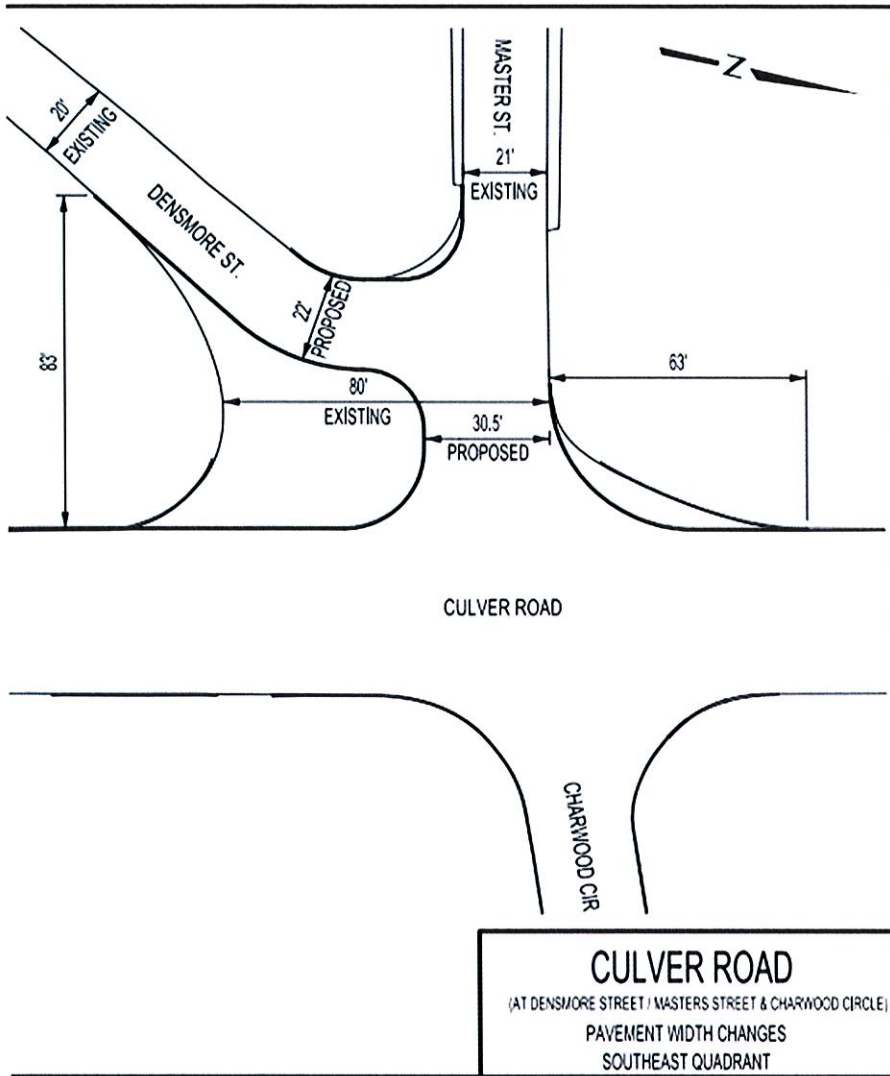 MASTER ST.
Z
20'
EXISTING
21'
EXISTING
DENSMORE ST.
22'
PROPOSED
83'
80'
EXISTING
63'
30.5'
PROPOSED
CULVER ROAD
CHARWOOD CIR
CULVER ROAD
(AT DENSMORE STREET / MASTERS STREET & CHARWOOD CIRCLE)
PAVEMENT WIDTH CHANGES
SOUTHEAST QUADRANT